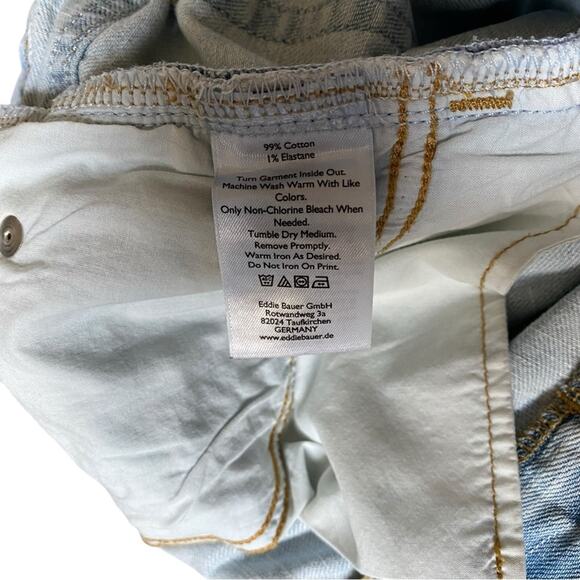 99% Cotton
1% Elastane
Turn Garment Inside Out.
Machine Wash Warm With Like
Colors.
Only Non-Chlorine Bleach When
Needed.
Tumble Dry Medium.
Remove Promptly.
Warm Iron As Desired.
Do Not Iron On Print.
Eddie Bauer GmbH
Rotwandweg 3a
82024 Taufkirchen
GERMANY
www.eddiebauer.de